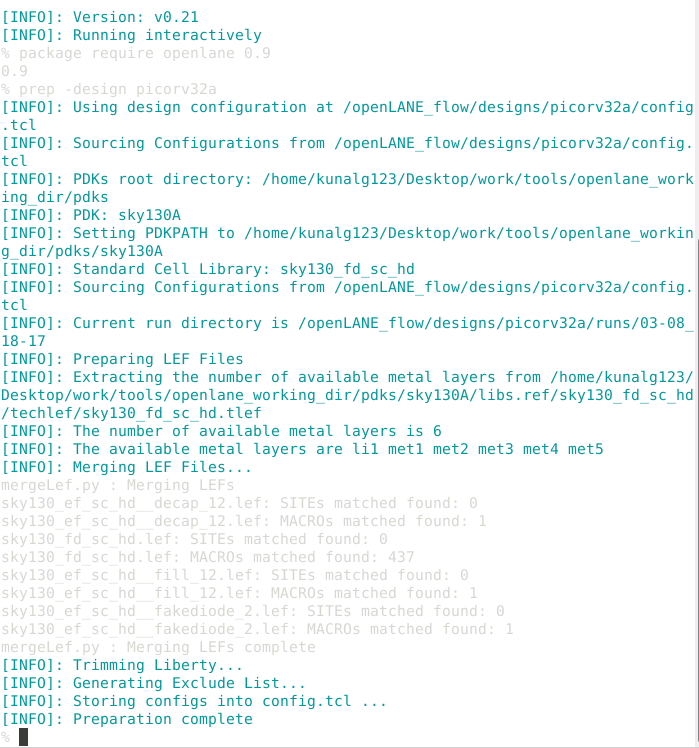 [INFO]: Version: v0.21
[INFO]: Running interactively
% package require openlane 0.9
0.9
% prep -design picorv32a
[INFO]: Using design configuration at /openLANE_flow/designs/picorv32a/config
.tcl
[INFO]: Sourcing Configurations from /openLANE_flow/designs/picorv32a/config.
tcl
[INFO]: PDKs root directory: /home/kunalg123/Desktop/work/tools/openlane_work
ing_dir/pdks
[INFO]: PDK: sky130A
[INFO]: Setting PDKPATH to /home/kunalg123/Desktop/work/tools/openlane_workin
g_dir/pdks/sky130A
[INFO]: Standard Cell Library: sky130_fd_sc_hd
[INFO]: Sourcing Configurations from /openLANE_flow/designs/picorv32a/config.
tcl
[INFO]: Current run directory is /openLANE_flow/designs/picorv32a/runs/03-08_
18-17
[INFO]: Preparing LEF Files
[INFO]: Extracting the number of available metal layers from /home/kunalg123/
Desktop/work/tools/openlane_working_dir/pdks/sky130A/libs.ref/sky130_fd_sc_hd
/techlef/sky130_fd_sc_hd.tlef
[INFO]: The number of available metal layers is 6
[INFO]: The available metal layers are li1 met1 met2 met3 met4 met5
[INFO]: Merging LEF Files...
mergeLef.py : Merging LEFs
sky130_ef_sc_hd__decap_12.lef: SITEs matched found: 0
sky130_ef_sc_hd__decap_12.lef: MACROs matched found: 1
sky130_fd_sc_hd.lef: SITEs matched found: 0
sky130_fd_sc_hd.lef: MACROs matched found: 437
sky130_ef_sc_hd__fill_12.lef: SITEs matched found: 0
sky130_ef_sc_hd__fill_12.lef: MACROs matched found: 1
sky130_ef_sc_hd__fakediode_2.lef: SITEs matched found: 0
sky130_ef_sc_hd__fakediode_2.lef: MACROs matched found: 1
mergeLef.py : Merging LEFs complete
[INFO]: Trimming Liberty...
[INFO]: Generating Exclude List...
[INFO]: Storing configs into config.tcl ...
[INFO]: Preparation complete
%